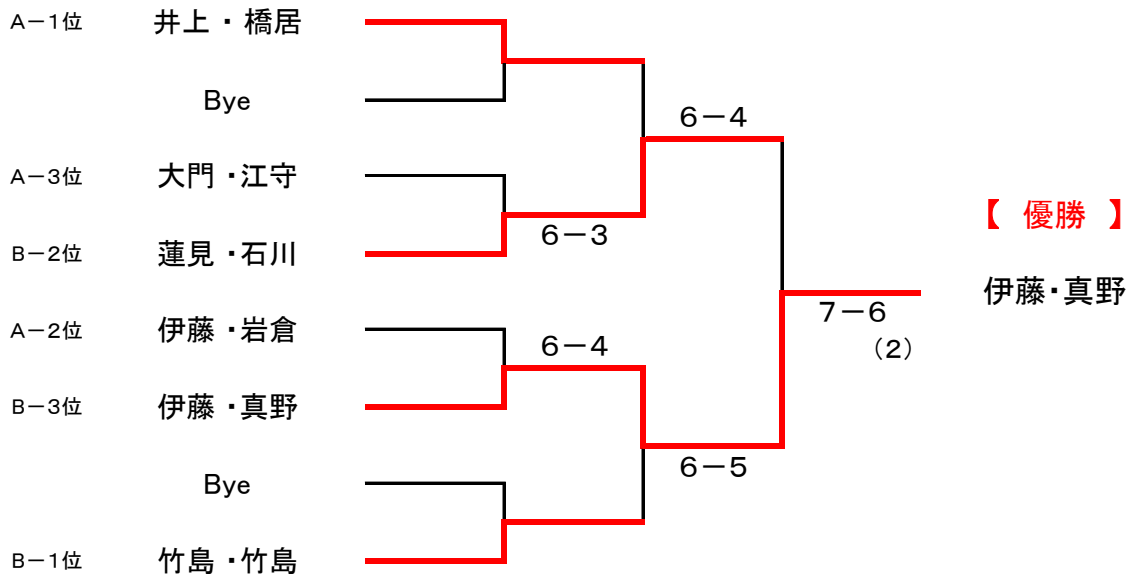 A－1位 井上 ・ 橋居
Bye
6－4
A－3位 大門 ・江守
【 優勝 】
6－3
B－2位 蓮見 ・石川
伊藤・真野
7－6
A－2位 伊藤 ・岩倉
6－4
（2）
B－3位 伊藤 ・真野
6－5
Bye
B－1位 竹島 ・竹島